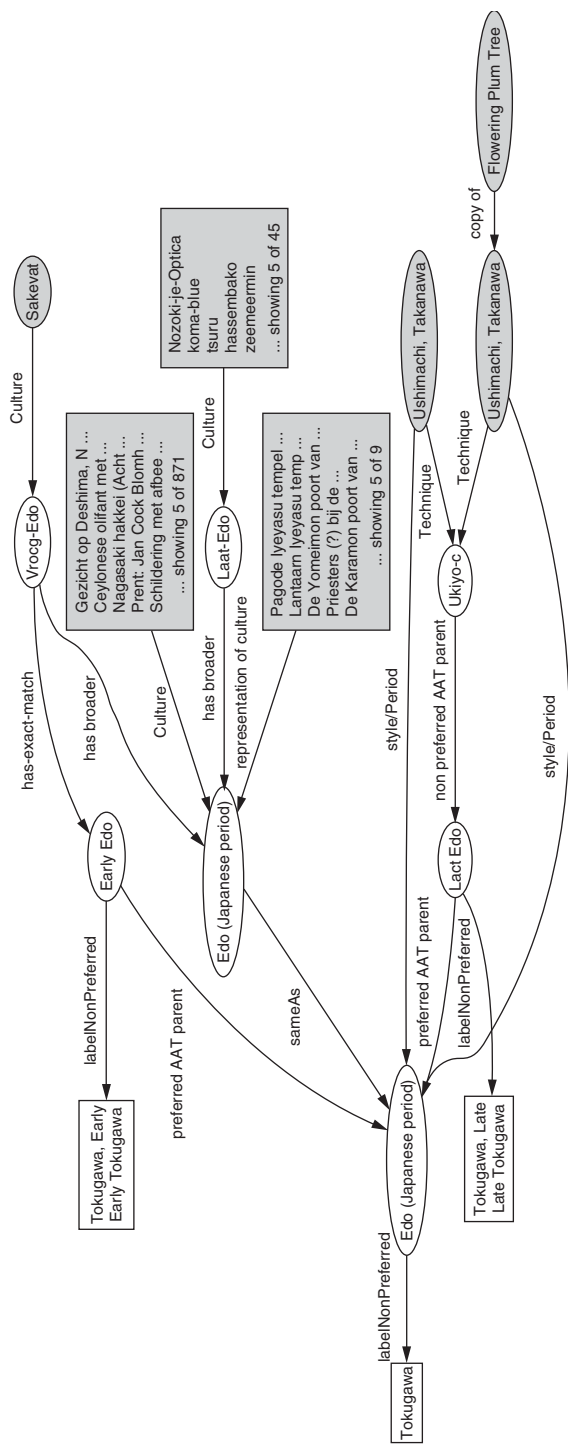 Sakevat
Culture
Vrocg-Edo
has-exact-match
has broader
Early Edo
labelNonPreferred
Tokugawa, Early
Early Tokugawa
preferred AAT parent
Gezicht op Deshima, N ...
Ceylonese olifant met ...
Nagasaki hakkei (Acht ...
Prent: Jan Cock Blomh ...
Schildering met afbee ...
... showing 5 of 871
Culture
Nozoki-je-Optica
koma-blue
tsuru
hassembako
zeemeermin
... showing 5 of 45
Culture
Laat-Edo
has broader
representation of culture
Pagode Iyeyasu tempel ...
Lantaarn Iyeyasu temp ...
De Yomeimon poort van ...
Priesters (?) bij de ...
De Karamon poort van ...
... showing 5 of 9
Edo (Japanese period)
sameAs
Edo (Japanese period)
labelNonPreferred
Tokugawa
style/Period
Ushimachi, Takanawa
Technique
Ukiyo-c
non preferred AAT parent
Lact Edo
preferred AAT parent
labelNonPreferred
Tokugawa, Late
Late Tokugawa
Flowering Plum Tree
copy of
Ushimachi, Takanawa
Technique
style/Period